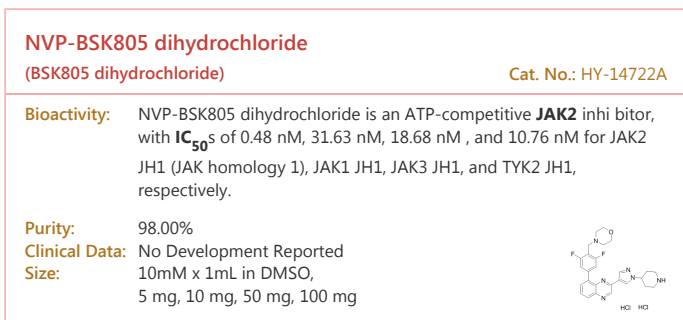 NVP-BSK805 dihydrochloride
(BSK805 dihydrochloride) Cat. No.: HY-14722A
Bioactivity: NVP-BSK805 dihydrochloride is an ATP-competitive JAK2 inhi bitor,
with IC50s of 0.48 nM, 31.63 nM, 18.68 nM , and 10.76 nM for JAK2
JH1 (JAK homology 1), JAK1 JH1, JAK3 JH1, and TYK2 JH1,
respectively.
Purity: 98.00%
Clinical Data: No Development Reported
Size: 10mM x 1mL in DMSO,
5 mg, 10 mg, 50 mg, 100 mg
O
N
F F
N N
N NH
N
HCl HCl